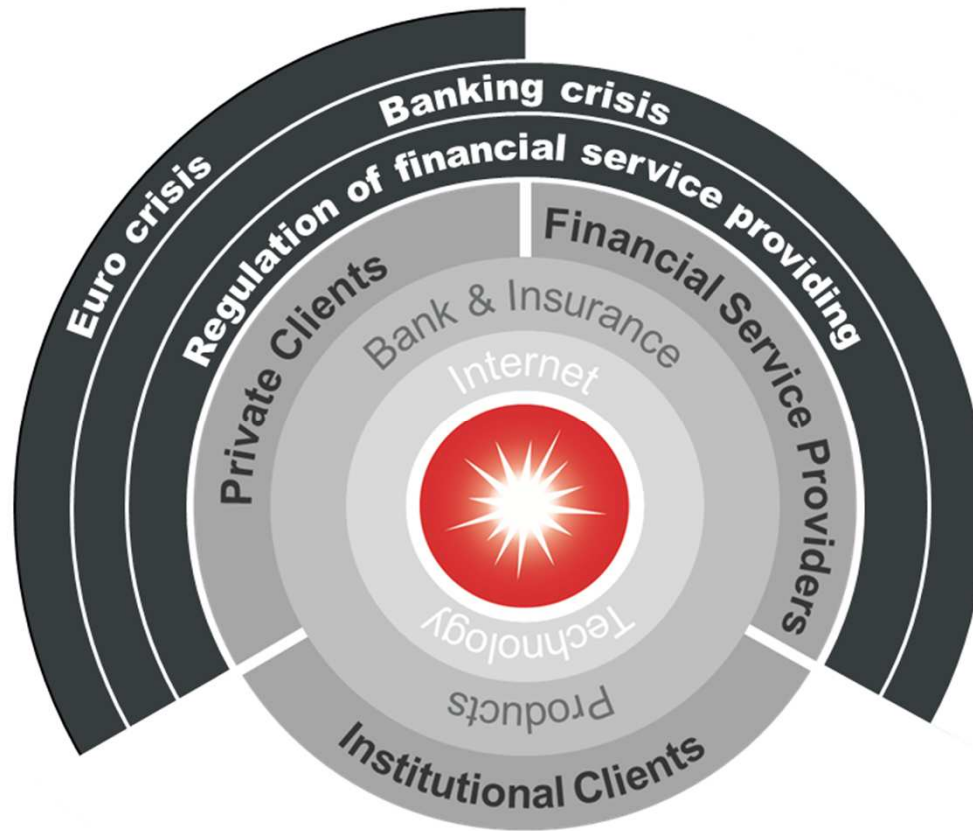 Euro crisis
Banking crisis
Regulation of financial service providing
Private Clients
Financial Service Providers
Bank & Insurance
Internet
Technology
Products
Institutional Clients